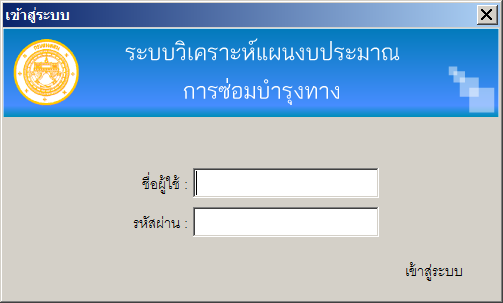 เข้าสู่ระบบ
ระบบวิเคราะห์แผนงบประมาณ
การซ่อมบำรุงทาง
ชื่อผู้ใช้ :
รหัสผ่าน :
เข้าสู่ระบบ